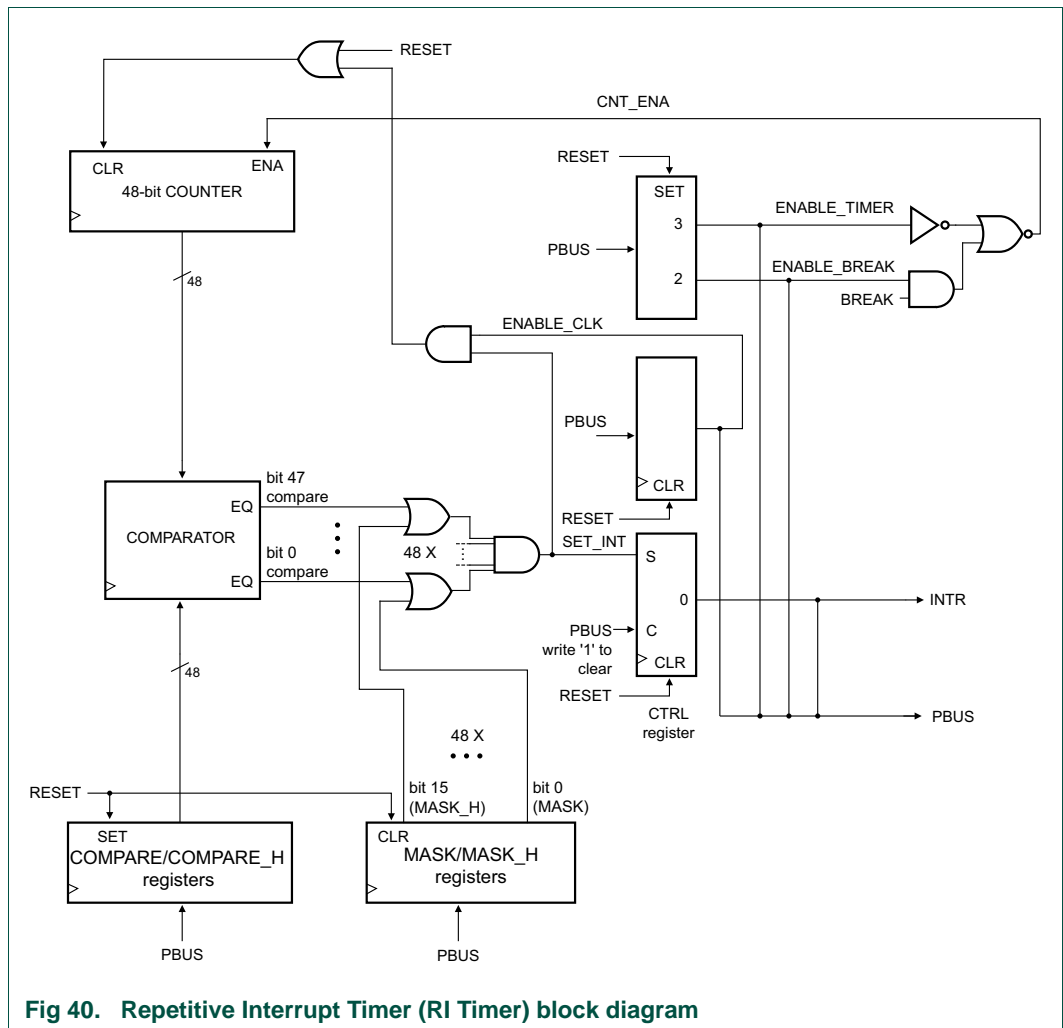 RESET
CNT_ENA
CLR
ENA
48-bit COUNTER
48
RESET
SET
3
ENABLE_TIMER
PBUS
2
ENABLE_BREAK
BREAK
ENABLE_CLK
PBUS
CLR
RESET
bit 47
compare
EQ
COMPARATOR
48 X
bit 0
compare
EQ
SET_INT
S
0
INTR
PBUS
write '1' to
clear
C
CLR
RESET
CTRL
register
PBUS
48
48 X
RESET
bit 15
(MASK_H)
bit 0
(MASK)
SET
COMPARE/COMPARE_H
registers
CLR
MASK/MASK_H
registers
PBUS
PBUS
Fig 40. Repetitive Interrupt Timer (RI Timer) block diagram